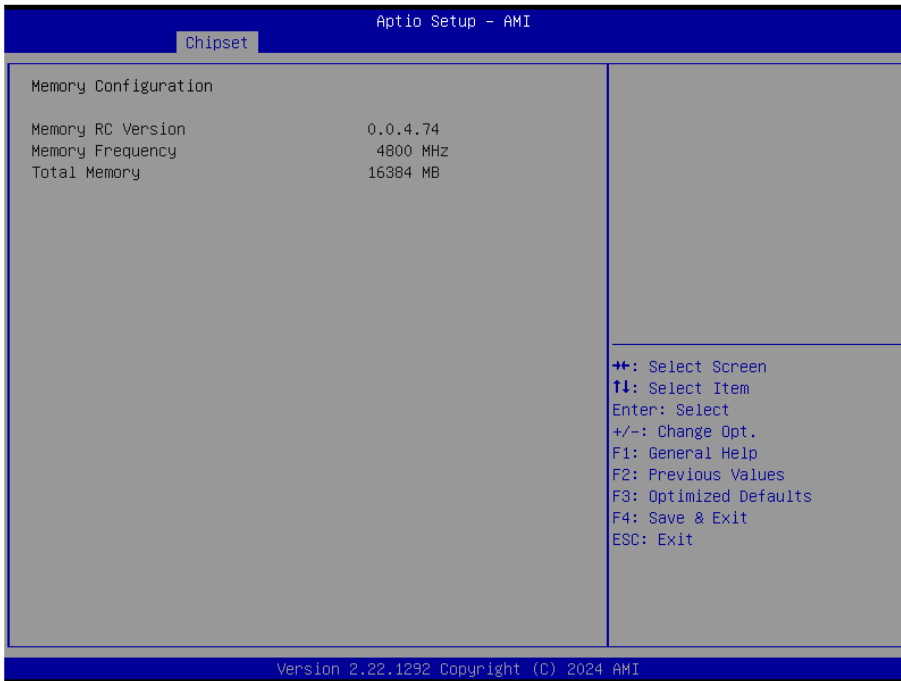 Aptio Setup – AMI
Chipset
Memory Configuration
Memory RC Version 0.0.4.74
Memory Frequency 4800 MHz
Total Memory 16384 MB
→←: Select Screen
↑↓: Select Item
Enter: Select
+/-: Change Opt.
F1: General Help
F2: Previous Values
F3: Optimized Defaults
F4: Save & Exit
ESC: Exit
Version 2.22.1292 Copyright (C) 2024 AMI